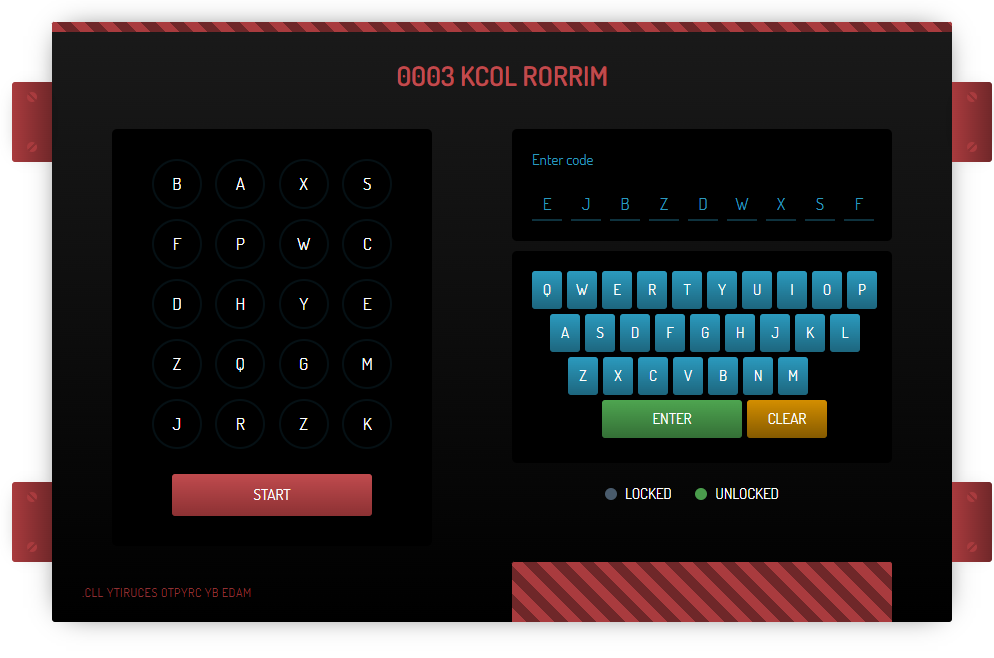 0003 KCOL RORRIM
B A X S
F P W C
D H Y E
Z Q G M
J R Z K
START
Enter code
E J B Z D W X S F
Q W E R T Y U I O P
A S D F G H J K L
Z X C V B N M
ENTER CLEAR
LOCKED UNLOCKED
.CLL YTIRUCES OTPYRC YB EDAM